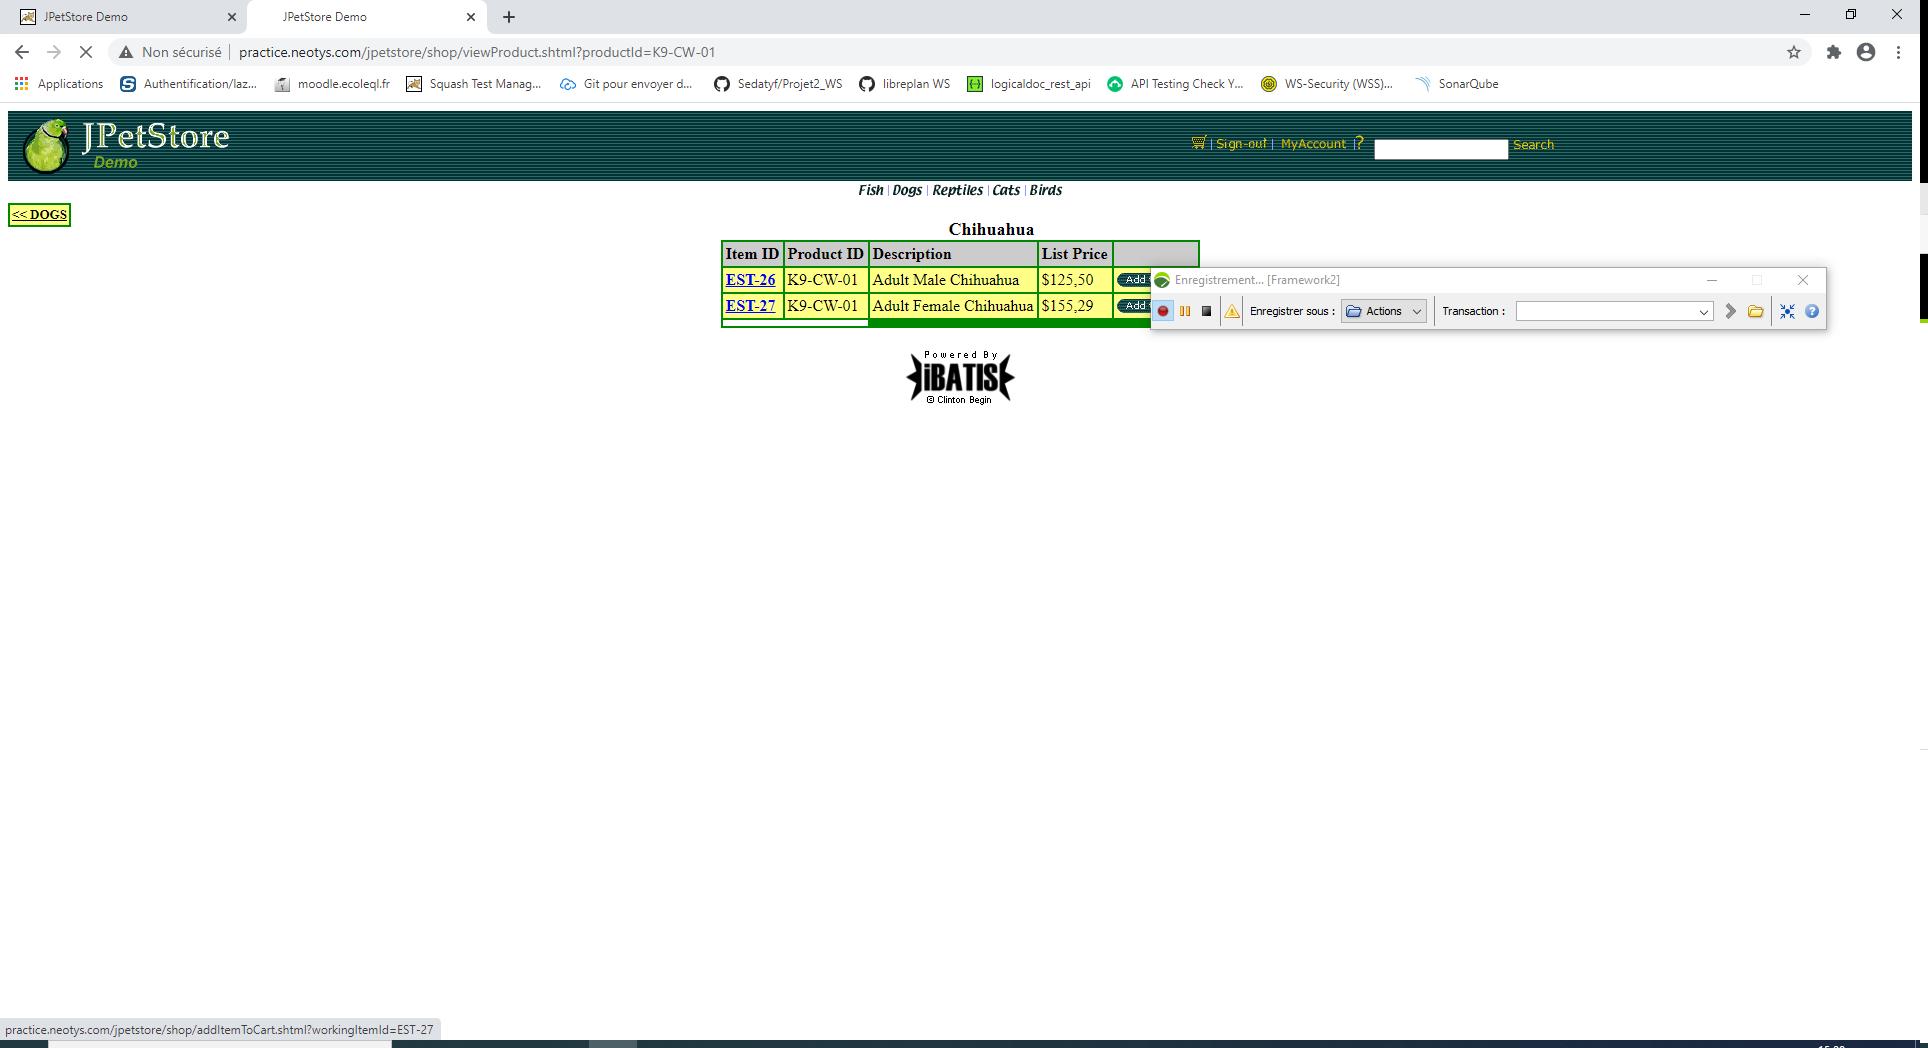 JPetStore Demo
JPetStore Demo
Non sécurisé
practice.neotys.com/jpetstore/shop/viewProduct.shtml?productId=K9-CW-01
Applications
Authentification/laz...
moodle.ecoleql.fr
Squash Test Manag...
Git pour envoyer d...
Sedatyf/Projet2_WS
libreplan WS
logicaldoc_rest_api
API Testing Check Y...
WS-Security (WSS)...
SonarQube
JPetStore
Demo
| Sign-out | MyAccount | ?
Search
Fish | Dogs | Reptiles | Cats | Birds
<< DOGS
Chihuahua
Item ID Product ID Description List Price
EST-26 K9-CW-01 Adult Male Chihuahua $125,50 Add
EST-27 K9-CW-01 Adult Female Chihuahua $155,29 Add
Enregistrement... [Framework2]
Enregistrer sous : Actions Transaction :
Powered By
iBATIS
© Clinton Begin
practice.neotys.com/jpetstore/shop/addItemToCart.shtml?workingItemId=EST-27